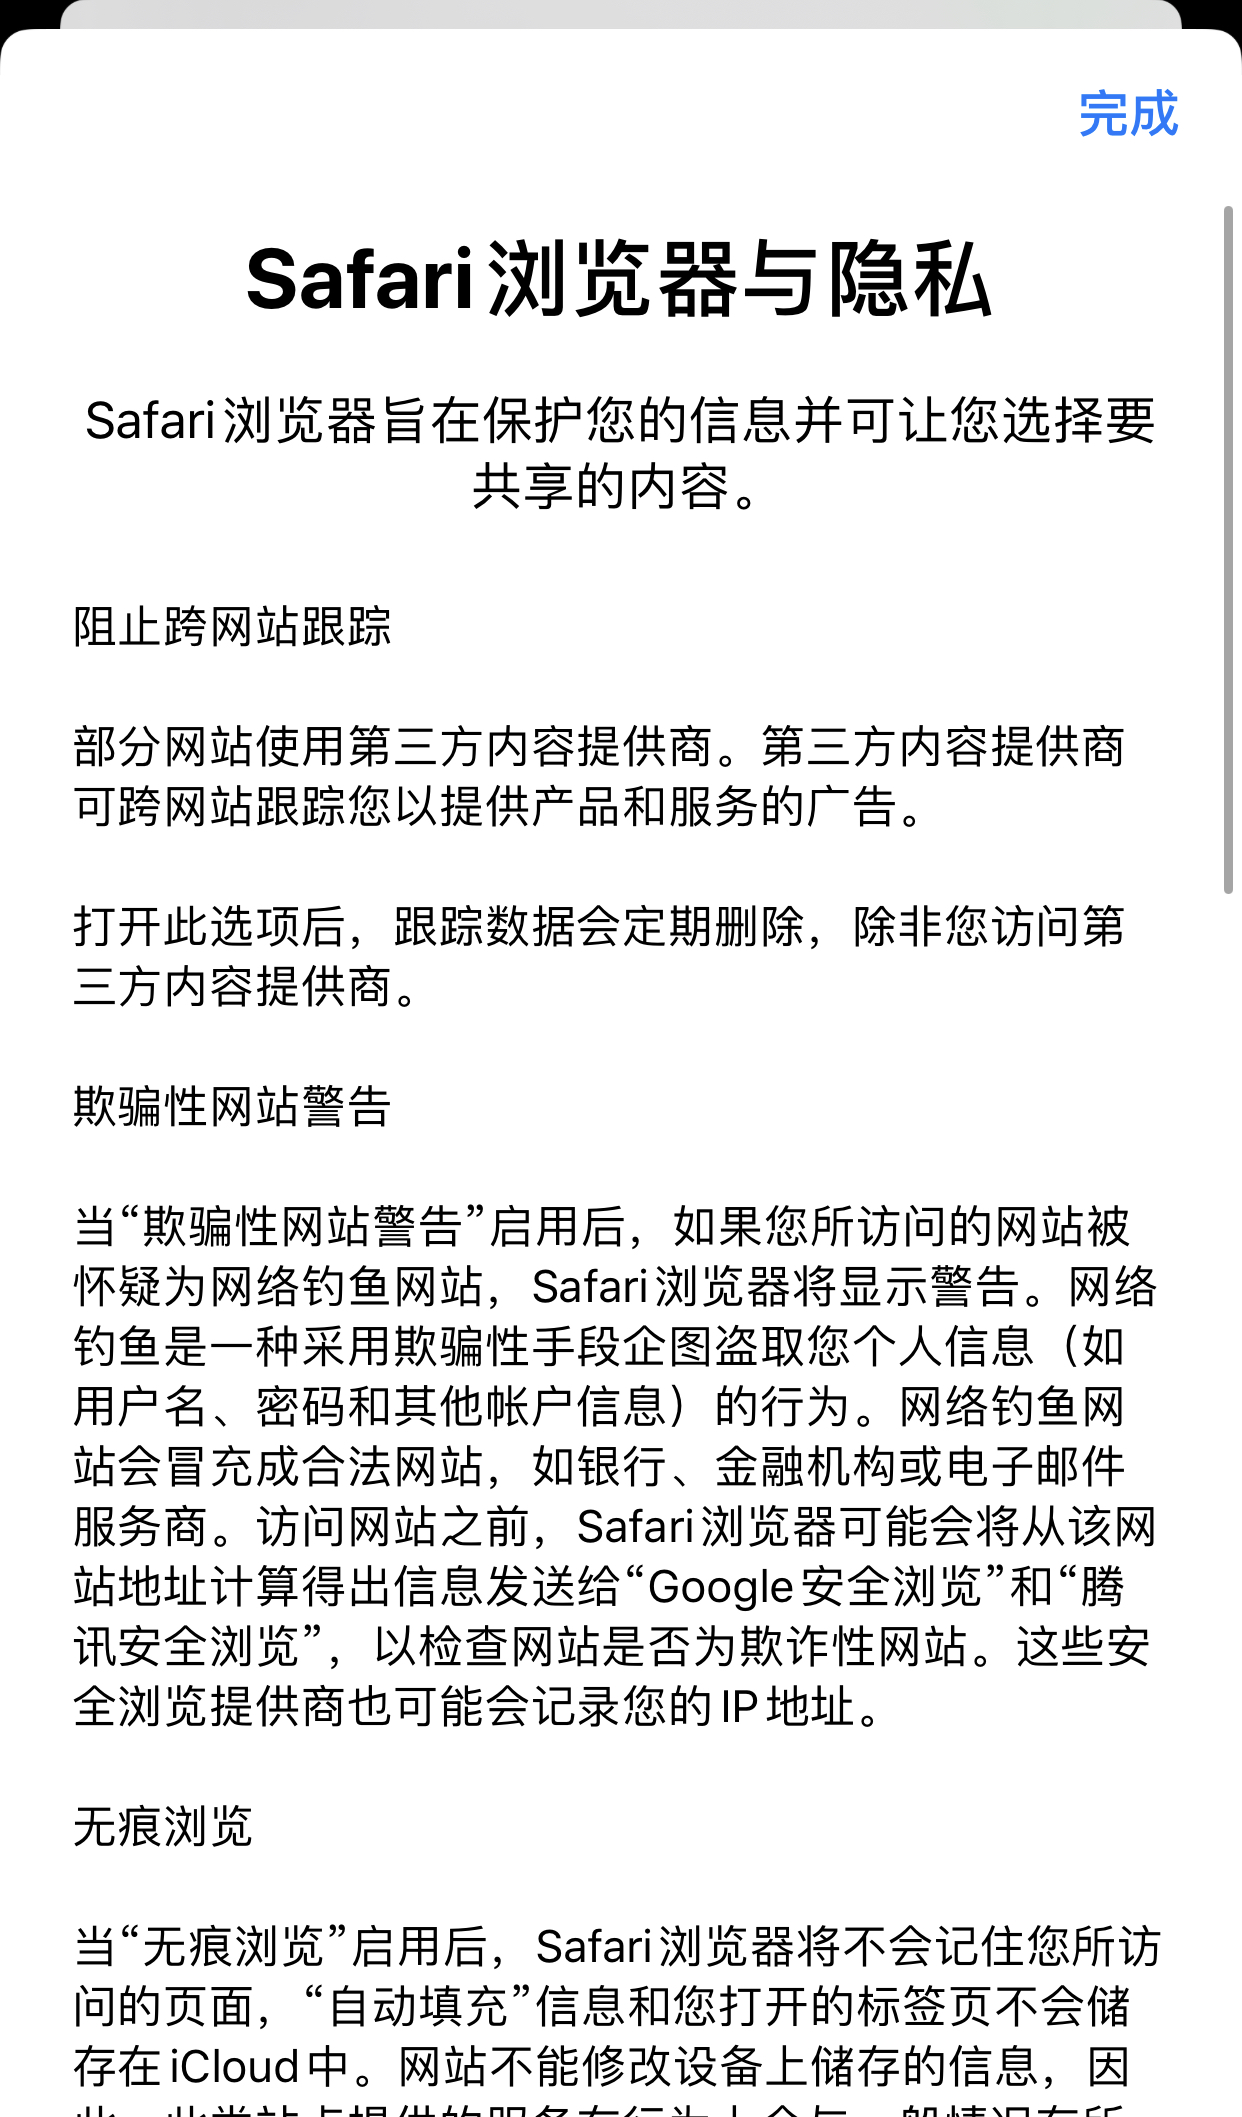 完成
Safari浏览器与隐私
Safari浏览器旨在保护您的信息并可让您选择要
共享的内容。
阻止跨网站跟踪
部分网站使用第三方内容提供商。第三方内容提供商
可跨网站跟踪您以提供产品和服务的广告。
打开此选项后，跟踪数据会定期删除，除非您访问第
三方内容提供商。
欺骗性网站警告
当“欺骗性网站警告”启用后，如果您所访问的网站被
怀疑为网络钓鱼网站，Safari浏览器将显示警告。网络
钓鱼是一种采用欺骗性手段企图盗取您个人信息（如
用户名、密码和其他帐户信息）的行为。网络钓鱼网
站会冒充成合法网站，如银行、金融机构或电子邮件
服务商。访问网站之前，Safari浏览器可能会将从该网
站地址计算得出信息发送给“Google安全浏览”和“腾
讯安全浏览”，以检查网站是否为欺诈性网站。这些安
全浏览提供商也可能会记录您的IP地址。
无痕浏览
当“无痕浏览”启用后，Safari浏览器将不会记住您所访
问的页面，“自动填充”信息和您打开的标签页不会储
存在iCloud中。网站不能修改设备上储存的信息，因